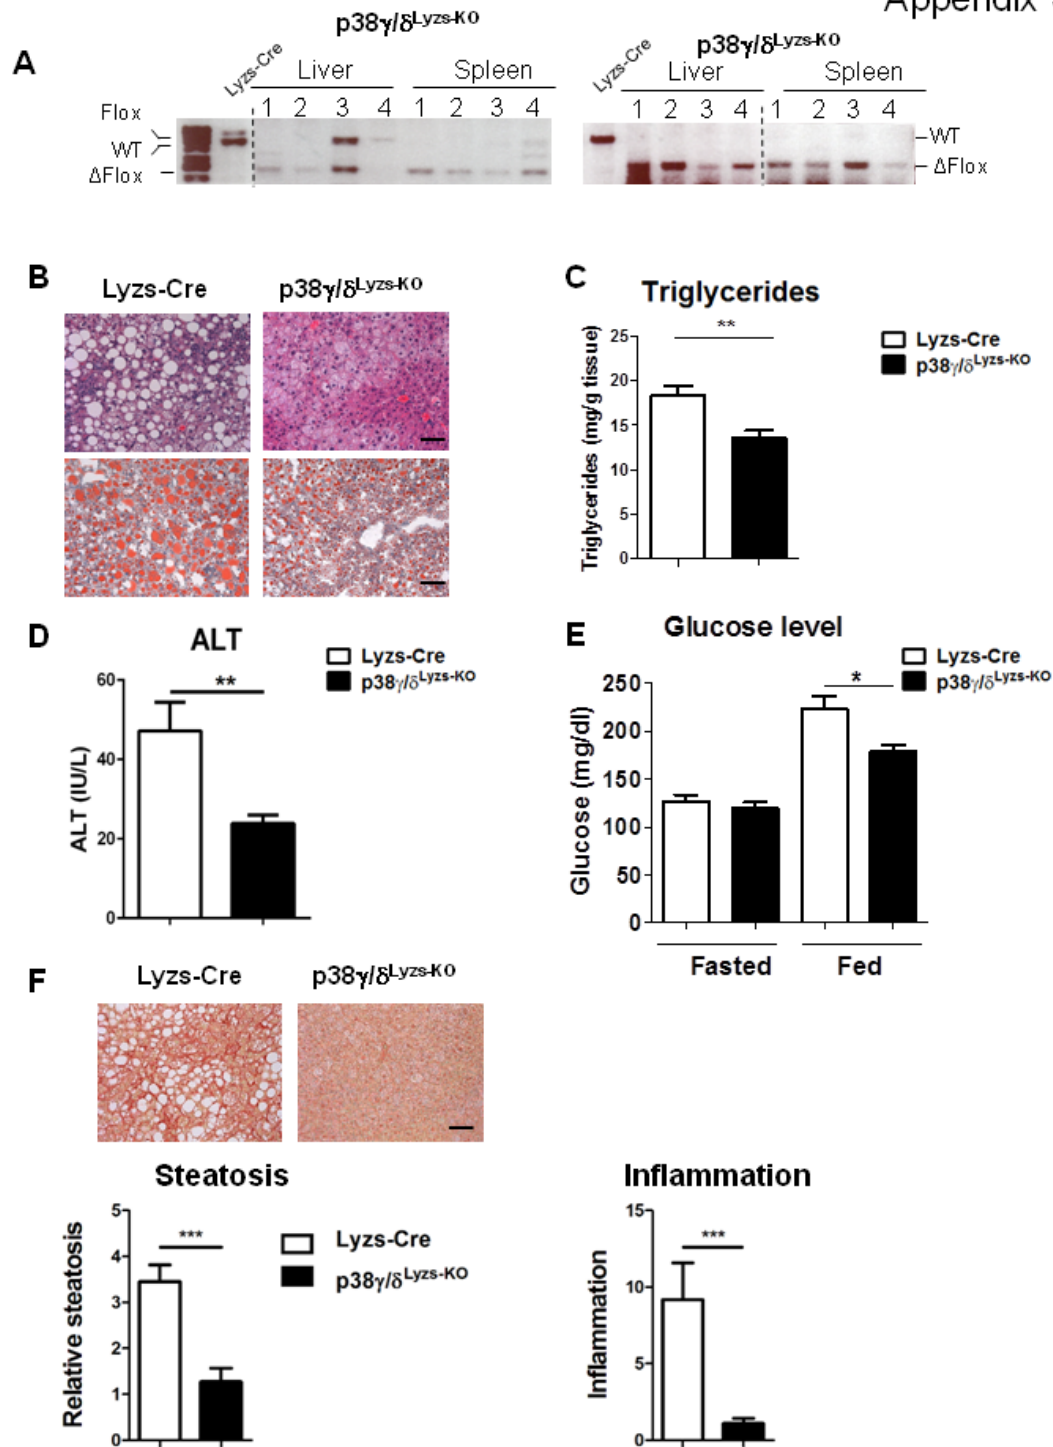 Appendix
A
p38γ/δLyzs-KO
Lyzs-Cre
Liver
Spleen
1 2 3 4 1 2 3 4
Flox
WT
ΔFlox
Lyzs-Cre
p38γ/δLyzs-KO
Liver
Spleen
1 2 3 4 1 2 3 4
WT
ΔFlox
B
Lyzs-Cre
p38γ/δLyzs-KO
C
Triglycerides
Triglycerides (mg/g tissue)
25
20
15
10
5
0
**
Lyzs-Cre
p38γ/δLyzs-KO
D
ALT
ALT (IU/L)
60
40
20
0
**
Lyzs-Cre
p38γ/δLyzs-KO
E
Glucose level
Glucose (mg/dl)
250
200
150
100
50
0
*
Lyzs-Cre
p38γ/δLyzs-KO
Fasted
Fed
F
Lyzs-Cre
p38γ/δLyzs-KO
Steatosis
Relative steatosis
5
4
3
2
1
0
***
Lyzs-Cre
p38γ/δLyzs-KO
Inflammation
Inflammation
15
10
5
0
***